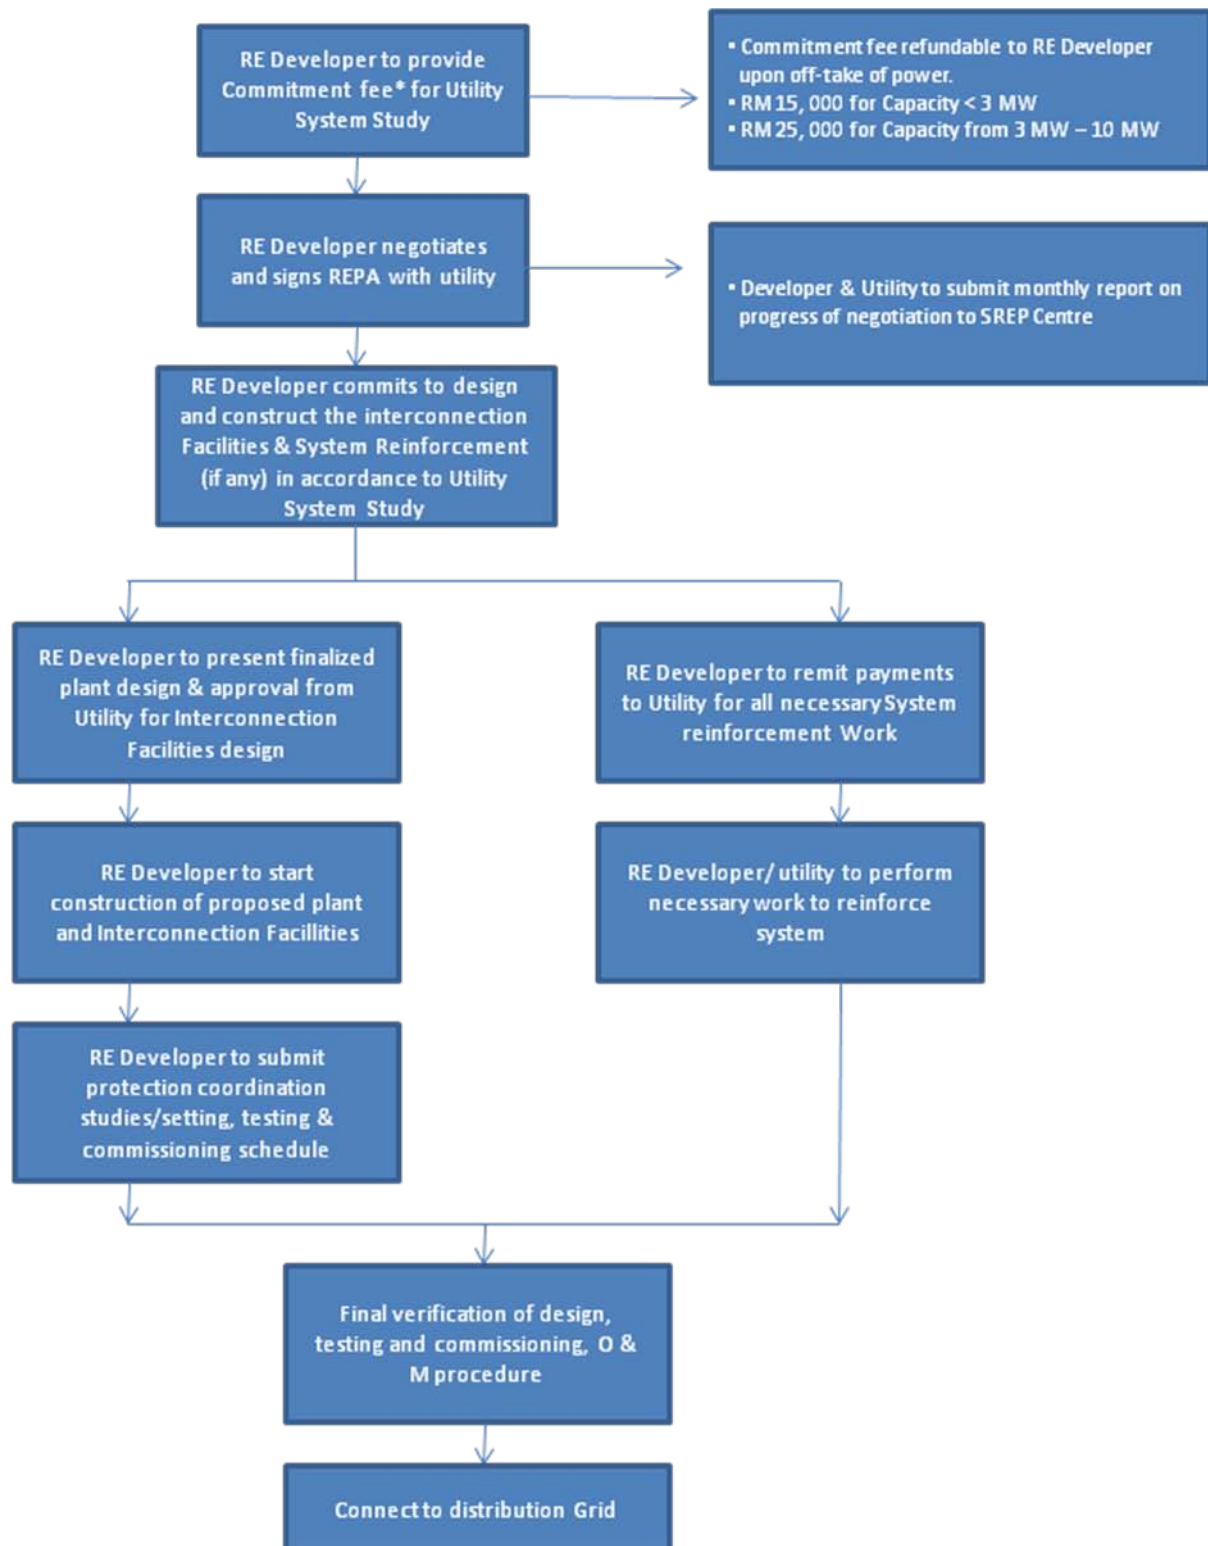 RE Developer to provide
Commitment fee* for Utility
System Study
▪ Commitment fee refundable to RE Developer
upon off-take of power.
▪ RM 15, 000 for Capacity < 3 MW
▪ RM 25, 000 for Capacity from 3 MW – 10 MW
RE Developer negotiates
and signs REPA with utility
▪ Developer & Utility to submit monthly report on
progress of negotiation to SREP Centre
RE Developer commits to design
and construct the interconnection
Facilities & System Reinforcement
(if any) in accordance to Utility
System Study
RE Developer to present finalized
plant design & approval from
Utility for Interconnection
Facilities design
RE Developer to remit payments
to Utility for all necessary System
reinforcement Work
RE Developer to start
construction of proposed plant
and Interconnection Facillities
RE Developer/ utility to perform
necessary work to reinforce
system
RE Developer to submit
protection coordination
studies/setting, testing &
commissioning schedule
Final verification of design,
testing and commissioning, O &
M procedure
Connect to distribution Grid